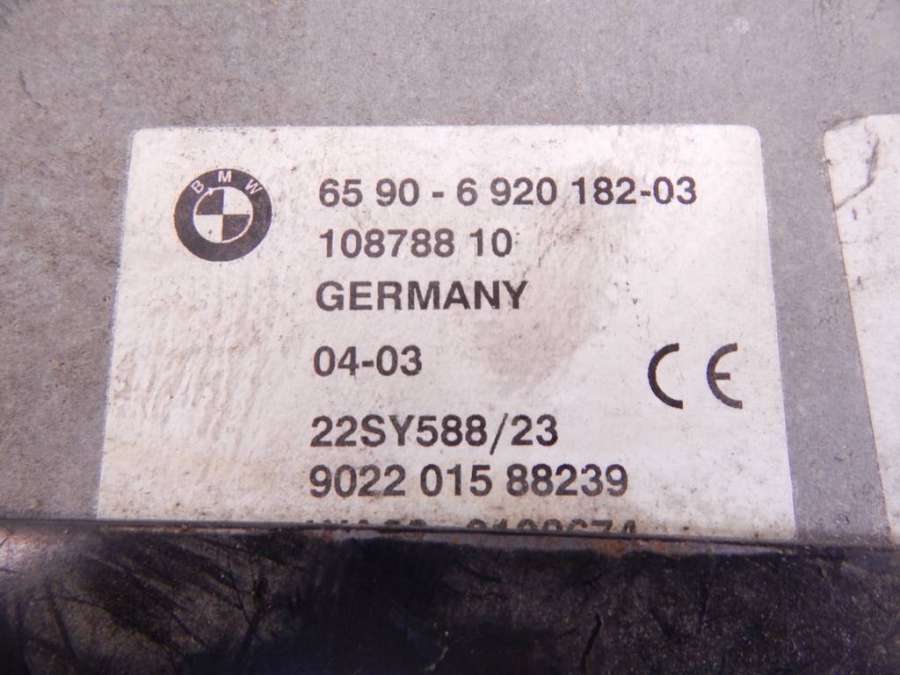 BMW
65 90 - 6 920 182-03
108788 10
GERMANY
04-03
CE
22SY588/23
9022 015 88239